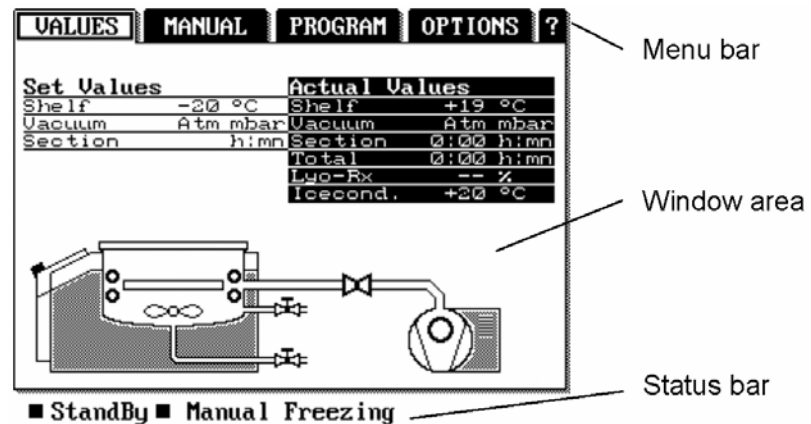 VALUES MANUAL PROGRAM OPTIONS ?
Menu bar
Set Values Actual Values
Shelf -20 °C Shelf +19 °C
Vacuum Atm mbar Vacuum Atm mbar
Section h:mn Section 0:00 h:mn
Total 0:00 h:mn
Lyo-Rx -- %
Icecond. +20 °C
Window area
Status bar
■ StandBy ■ Manual Freezing